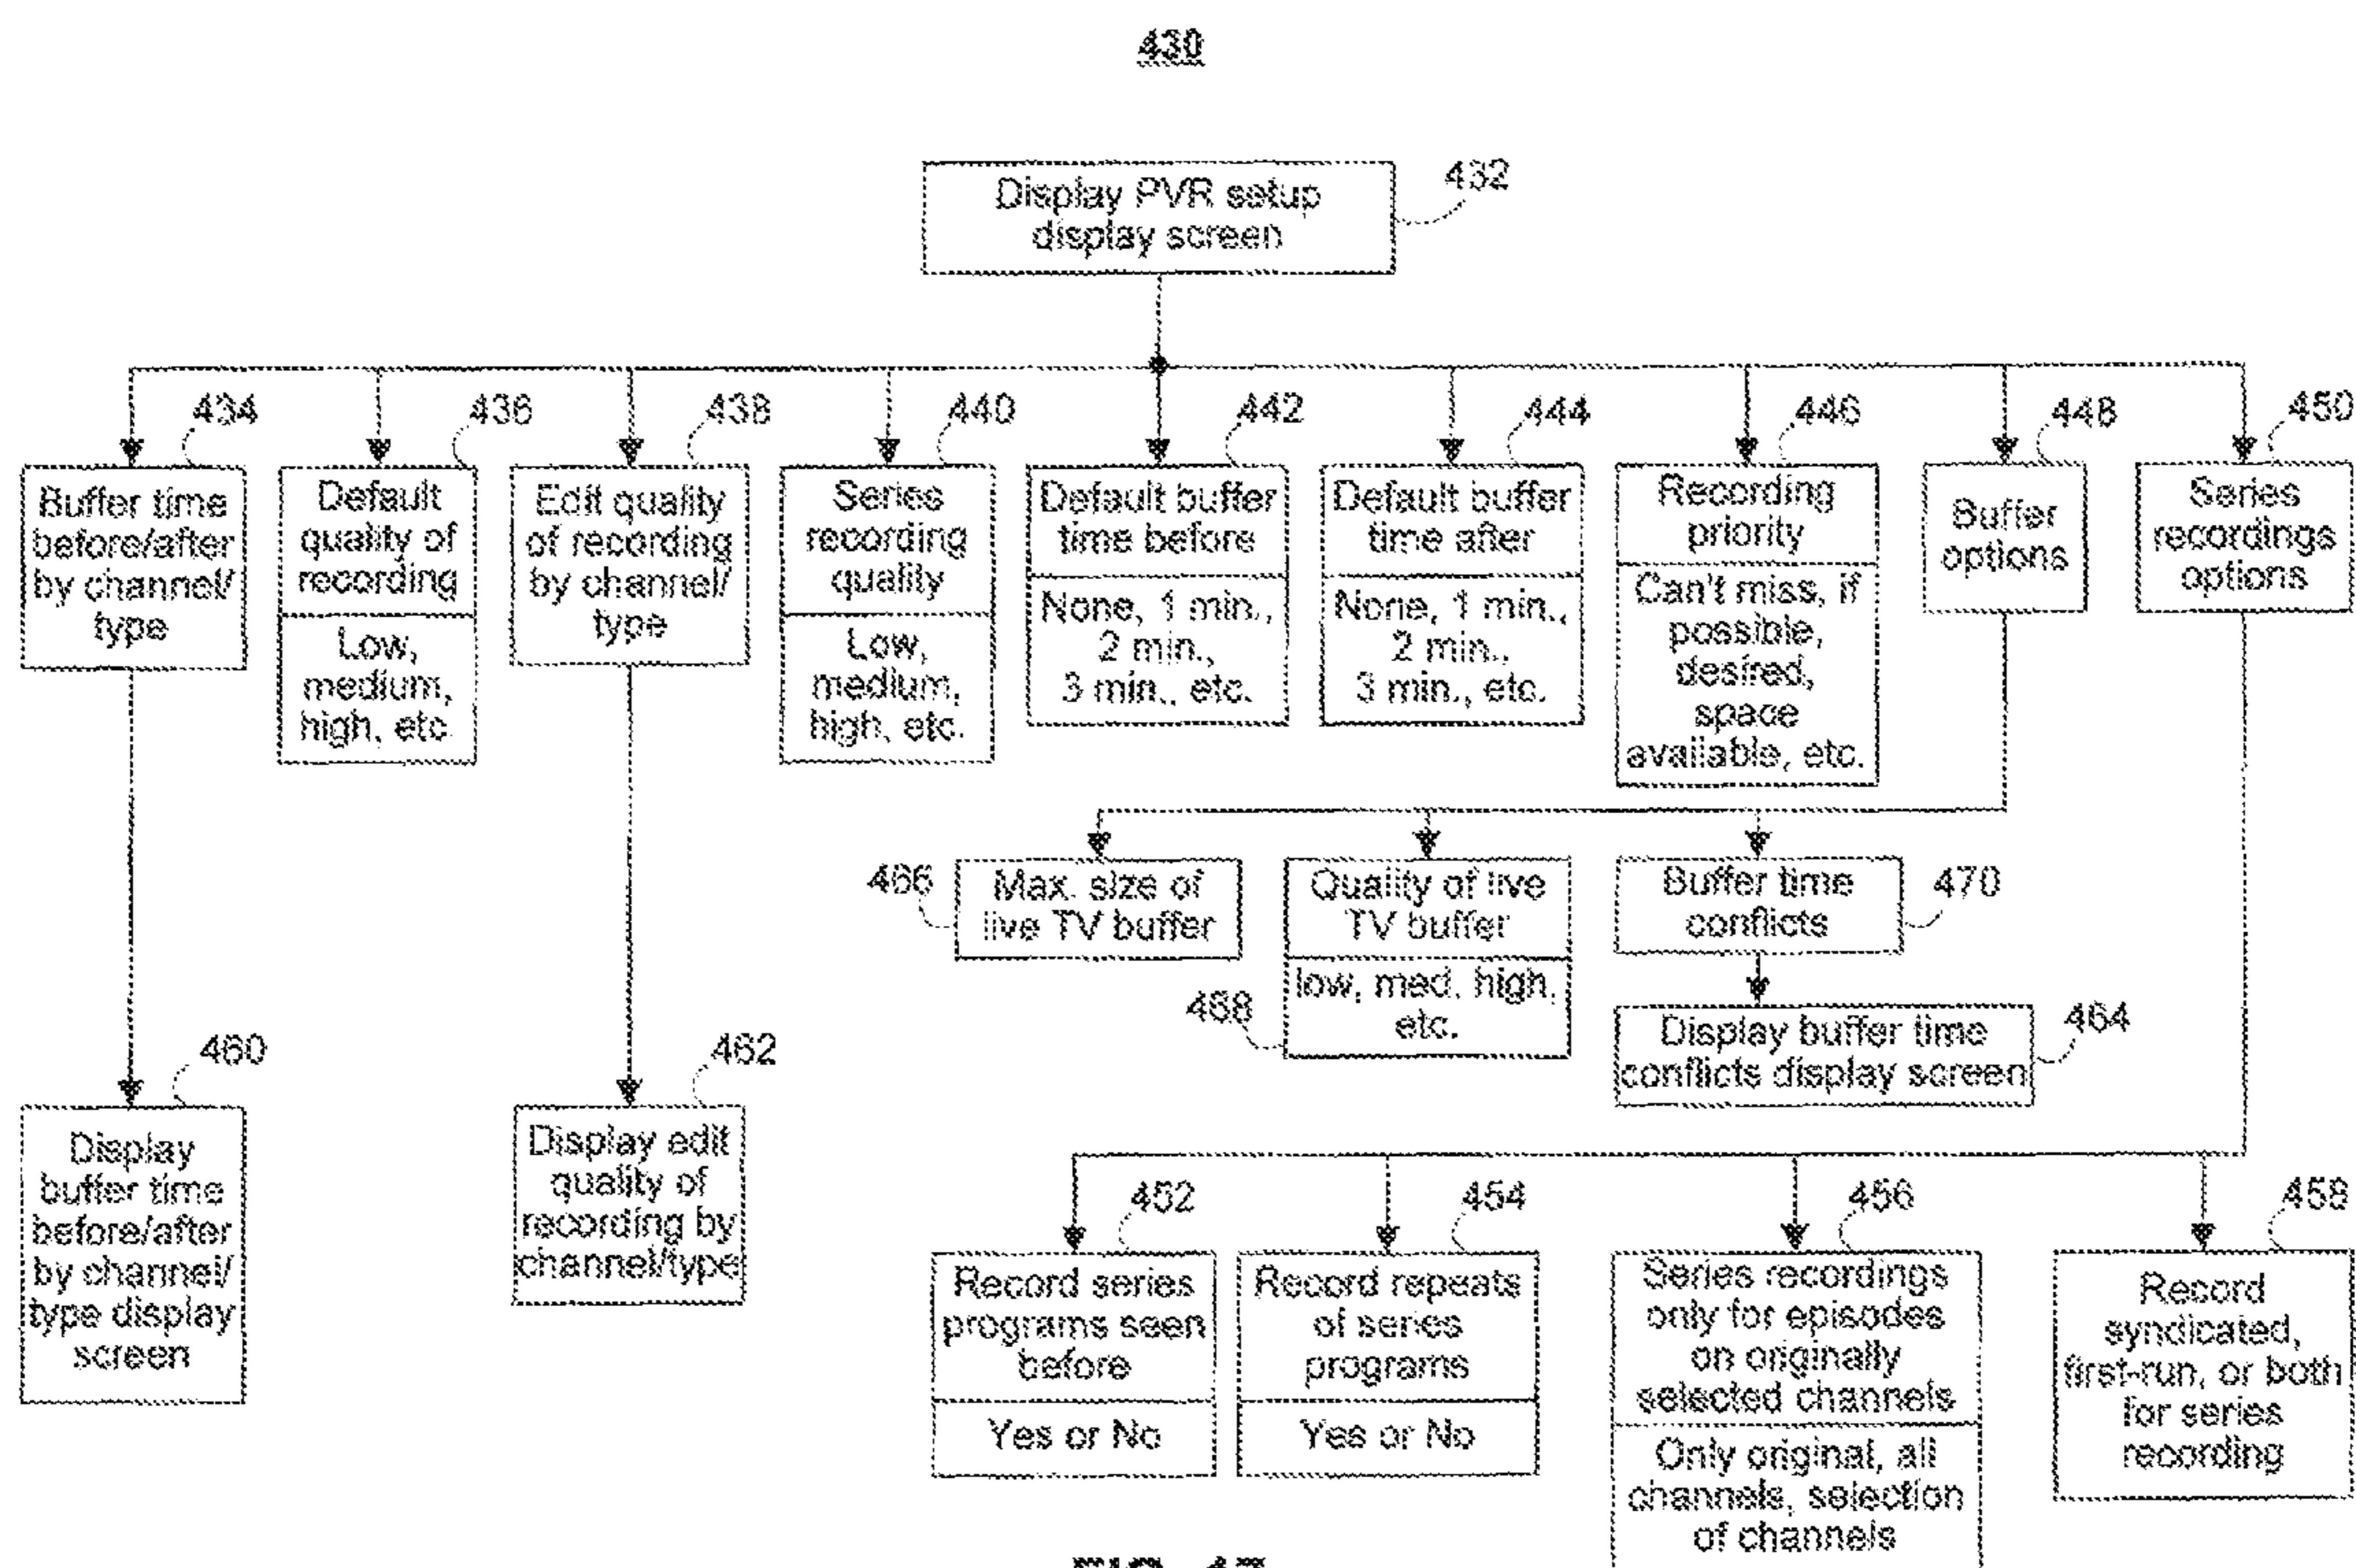 430
432
Display PVR setup
display screen
434
436
438
440
442
444
446
448
450
Buffer time
before/after
by channel/
type
Default
quality of
recording
Low,
medium,
high, etc.
Edit quality
of recording
by channel/
type
Series
recording
quality
Low,
medium,
high, etc.
Default buffer
time before
None, 1 min.,
2 min.,
3 min., etc.
Default buffer
time after
None, 1 min.,
2 min.,
3 min., etc.
Recording
priority
Can't miss, if
possible,
desired,
space
available, etc.
Buffer
options
Series
recordings
options
466
Max. size of
live TV buffer
Quality of live
TV buffer
low, med, high,
etc.
468
Buffer time
conflicts
470
Display buffer time
conflicts display screen
464
460
Display
buffer time
before/after
by channel/
type display
screen
462
Display edit
quality of
recording by
channel/type
452
454
456
458
Record series
programs seen
before
Yes or No
Record repeats
of series
programs
Yes or No
Series recordings
only for episodes
on originally
selected channels
Only original, all
channels, selection
of channels
Record
syndicated,
first-run, or both
for series
recording